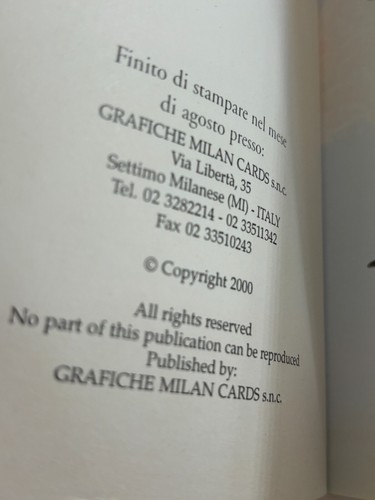 Finito di stampare nel mese
di agosto presso:
GRAFICHE MILAN CARDS s.n.c.
Via Libertà, 35
Settimo Milanese (MI) - ITALY
Tel. 02 3282214 - 02 33511342
Fax 02 33510243
© Copyright 2000
All rights reserved
No part of this publication can be reproduced
Published by:
GRAFICHE MILAN CARDS s.n.c.